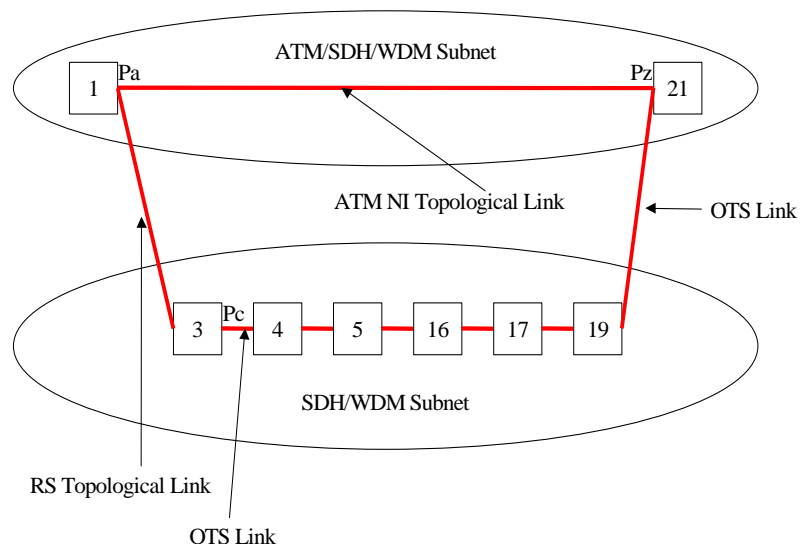 ATM/SDH/WDM Subnet
Pa
Pz
1
21
ATM NI Topological Link
OTS Link
Pc
3
4
5
16
17
19
SDH/WDM Subnet
RS Topological Link
OTS Link